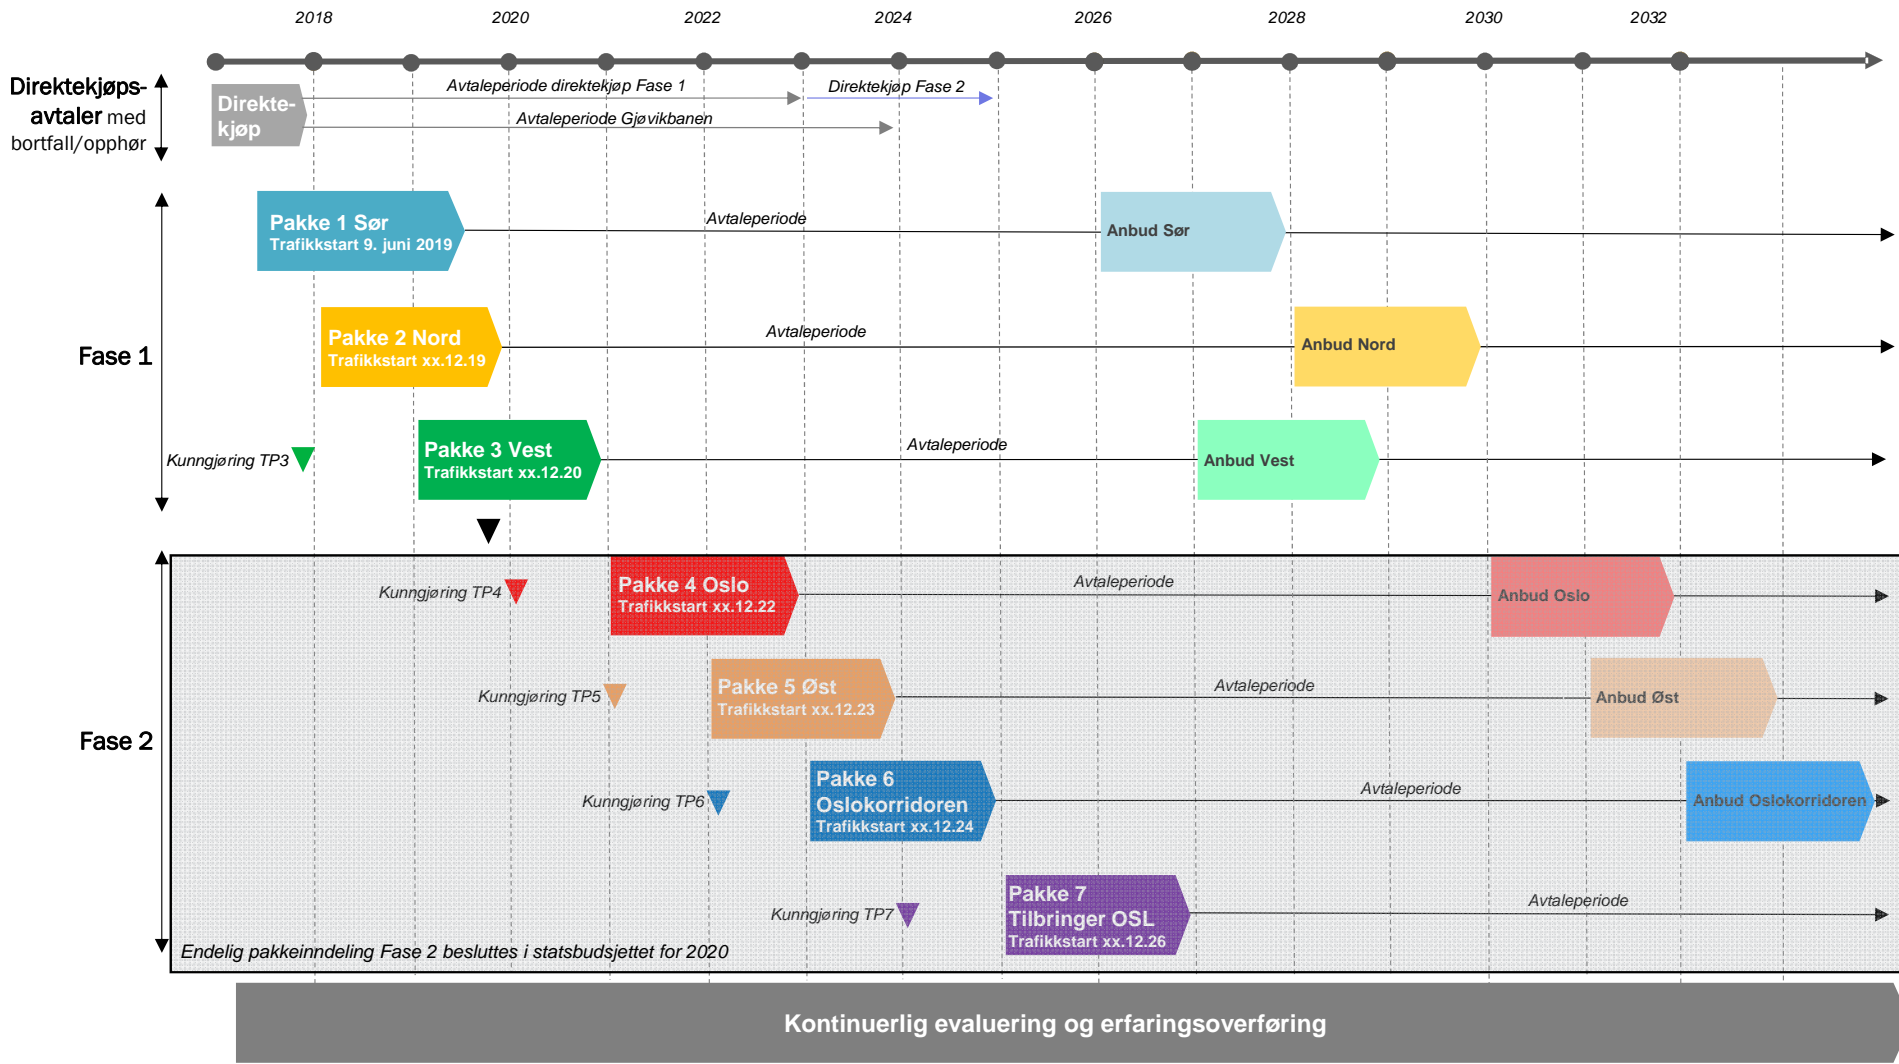 2018 2020 2022 2024 2026 2028 2030 2032
Direktekjøps-
avtaler med
bortfall/opphør
Direkte-
kjøp
Avtaleperiode direktekjøp Fase 1
Direktekjøp Fase 2
Avtaleperiode Gjøvikbanen
Fase 1
Pakke 1 Sør
Trafikkstart 9. juni 2019
Avtaleperiode
Anbud Sør
Pakke 2 Nord
Trafikkstart xx.12.19
Avtaleperiode
Anbud Nord
Kunngjøring TP3
Pakke 3 Vest
Trafikkstart xx.12.20
Avtaleperiode
Anbud Vest
Fase 2
Kunngjøring TP4
Pakke 4 Oslo
Trafikkstart xx.12.22
Avtaleperiode
Anbud Oslo
Kunngjøring TP5
Pakke 5 Øst
Trafikkstart xx.12.23
Avtaleperiode
Anbud Øst
Kunngjøring TP6
Pakke 6
Oslokorridoren
Trafikkstart xx.12.24
Avtaleperiode
Anbud Oslokorridoren
Kunngjøring TP7
Pakke 7
Tilbringer OSL
Trafikkstart xx.12.26
Avtaleperiode
Endelig pakkeinndeling Fase 2 besluttes i statsbudsjettet for 2020
Kontinuerlig evaluering og erfaringsoverføring